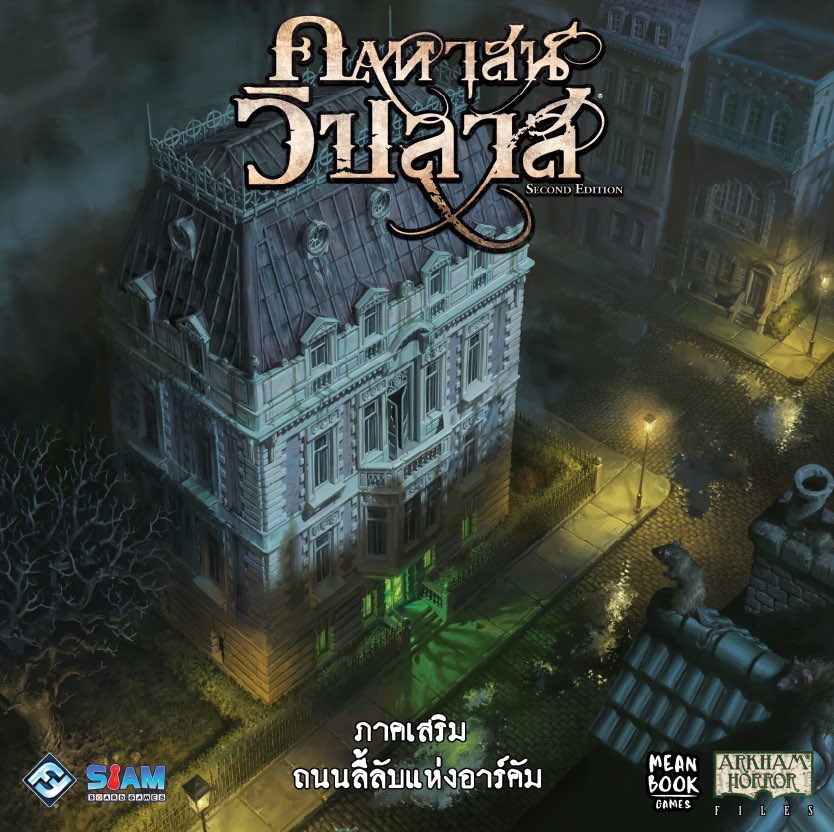 คฤหาสน์
วิปลาส
SECOND EDITION
ภาคเสริม
ถนนลี้ลับแห่งอาร์คัม
SIAM
BOARD GAMES
MEAN
BOOK
GAMES
ARKHAM
HORROR
FILES